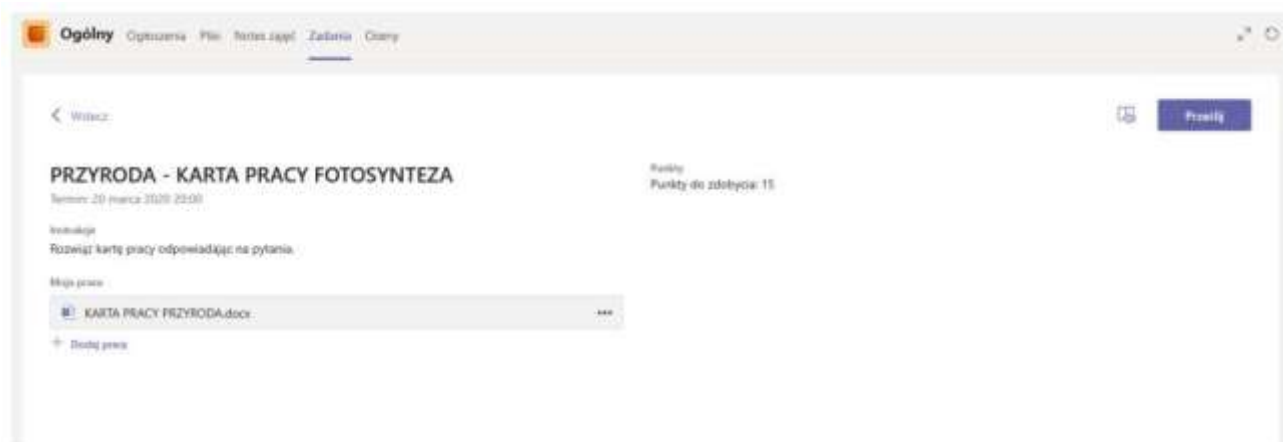 Ogólny Ogłoszenia Pliki Notes zajęć Zadania Oceny
Wstecz
Prześlij
PRZYRODA - KARTA PRACY FOTOSYNTEZA
Termin: 20 marca 2020 20:00
Punkty
Punkty do zdobycia: 15
Instrukcje
Rozwiąż kartę pracy odpowiadając na pytania.
Moja praca
KARTA PRACY PRZYRODA.docx
Dodaj pracę